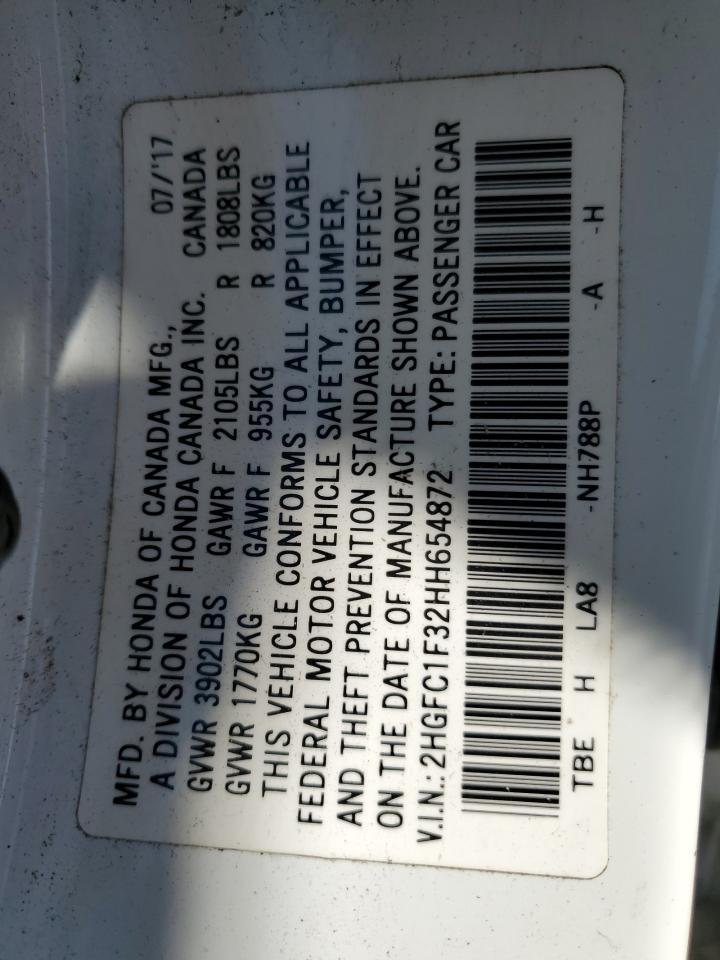 MFD. BY HONDA OF CANADA MFG., 07/'17
A DIVISION OF HONDA CANADA INC. CANADA
GVWR 3902LBS GAWR F 2105LBS R 1808LBS
GVWR 1770KG GAWR F 955KG R 820KG
THIS VEHICLE CONFORMS TO ALL APPLICABLE
FEDERAL MOTOR VEHICLE SAFETY, BUMPER,
AND THEFT PREVENTION STANDARDS IN EFFECT
ON THE DATE OF MANUFACTURE SHOWN ABOVE.
V.I.N.: 2HGFC1F32HH654872 TYPE: PASSENGER CAR
TBE H LA8 -NH788P -A -H